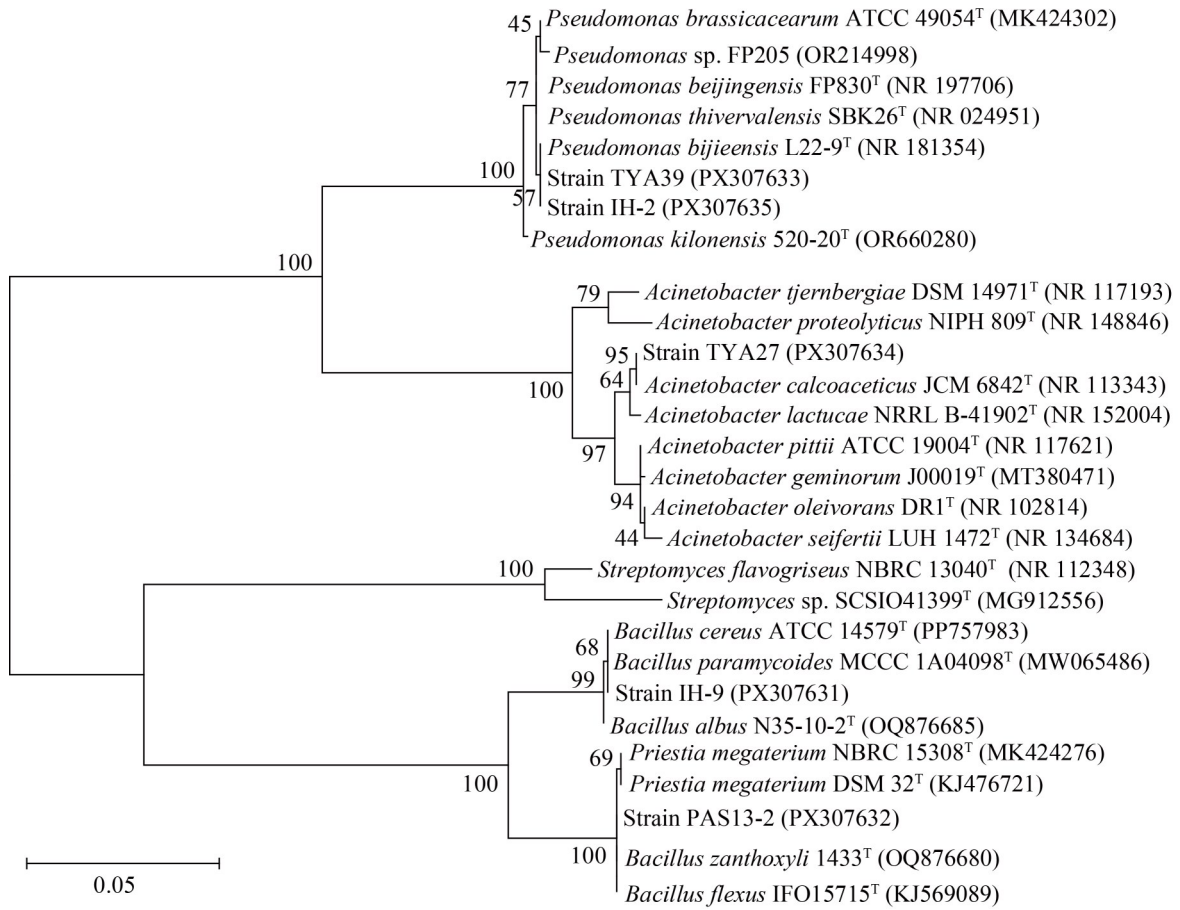 45 Pseudomonas brassicacearum ATCC 49054ᵀ (MK424302)
Pseudomonas sp. FP205 (OR214998)
77 Pseudomonas beijingensis FP830ᵀ (NR 197706)
Pseudomonas thivervalensis SBK26ᵀ (NR 024951)
Pseudomonas bijieensis L22-9ᵀ (NR 181354)
100 Strain TYA39 (PX307633)
57 Strain IH-2 (PX307635)
Pseudomonas kilonensis 520-20ᵀ (OR660280)
100
79 Acinetobacter tjernbergiae DSM 14971ᵀ (NR 117193)
Acinetobacter proteolyticus NIPH 809ᵀ (NR 148846)
95 Strain TYA27 (PX307634)
64 Acinetobacter calcoaceticus JCM 6842ᵀ (NR 113343)
100
Acinetobacter lactucae NRRL B-41902ᵀ (NR 152004)
97 Acinetobacter pittii ATCC 19004ᵀ (NR 117621)
Acinetobacter geminorum J00019ᵀ (MT380471)
94 Acinetobacter oleivorans DR1ᵀ (NR 102814)
44 Acinetobacter seifertii LUH 1472ᵀ (NR 134684)
100 Streptomyces flavogriseus NBRC 13040ᵀ (NR 112348)
Streptomyces sp. SCSIO41399ᵀ (MG912556)
Bacillus cereus ATCC 14579ᵀ (PP757983)
68 Bacillus paramycoides MCCC 1A04098ᵀ (MW065486)
99 Strain IH-9 (PX307631)
Bacillus albus N35-10-2ᵀ (OQ876685)
69 Priestia megaterium NBRC 15308ᵀ (MK424276)
100 Priestia megaterium DSM 32ᵀ (KJ476721)
Strain PAS13-2 (PX307632)
100 Bacillus zanthoxyli 1433ᵀ (OQ876680)
0.05 Bacillus flexus IFO15715ᵀ (KJ569089)